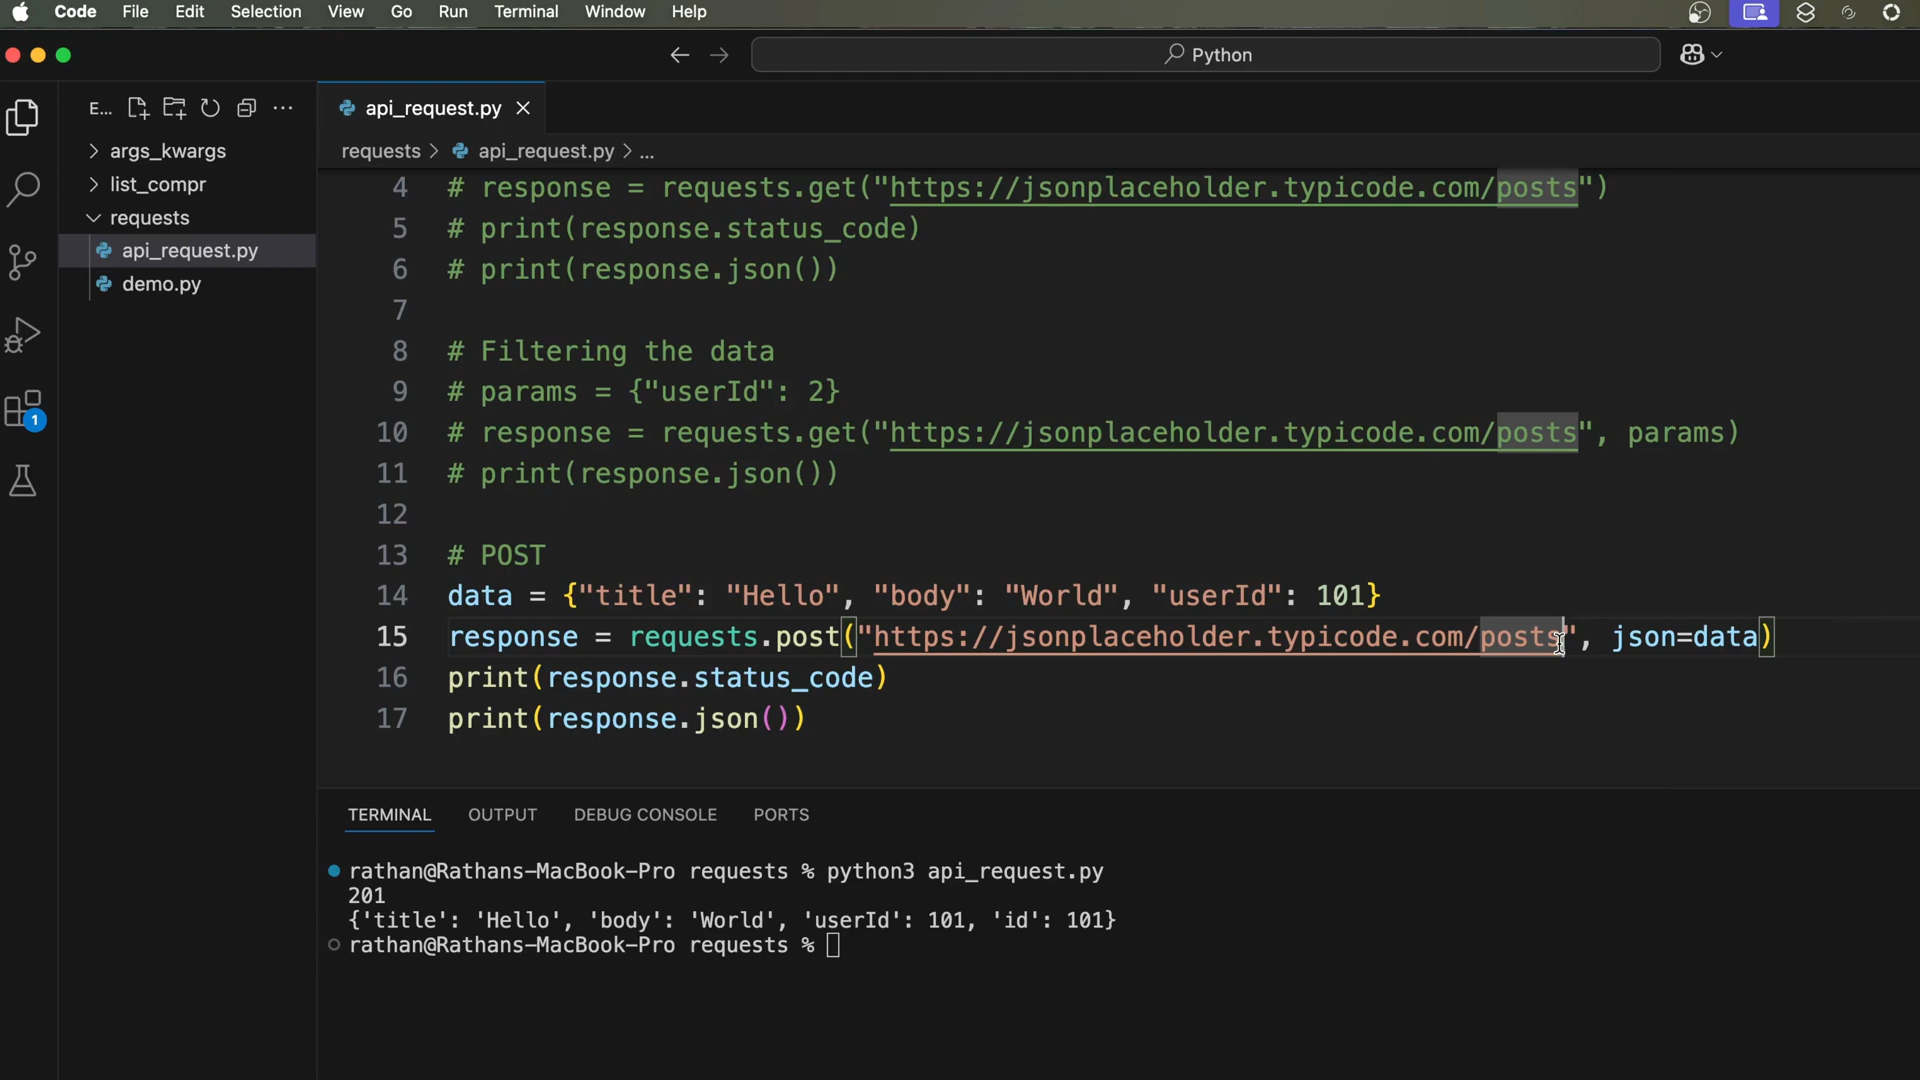 Code File Edit Selection View Go Run Terminal Window Help
Python
E...
args_kwargs
list_compr
requests
api_request.py
demo.py
1
api_request.py
requests > api_request.py > ...
4 # response = requests.get("https://jsonplaceholder.typicode.com/posts")
5 # print(response.status_code)
6 # print(response.json())
7
8 # Filtering the data
9 # params = {"userId": 2}
10 # response = requests.get("https://jsonplaceholder.typicode.com/posts", params)
11 # print(response.json())
12
13 # POST
14 data = {"title": "Hello", "body": "World", "userId": 101}
15 response = requests.post("https://jsonplaceholder.typicode.com/posts", json=data)
16 print(response.status_code)
17 print(response.json())
TERMINAL OUTPUT DEBUG CONSOLE PORTS
rathan@Rathans-MacBook-Pro requests % python3 api_request.py
201
{'title': 'Hello', 'body': 'World', 'userId': 101, 'id': 101}
rathan@Rathans-MacBook-Pro requests %